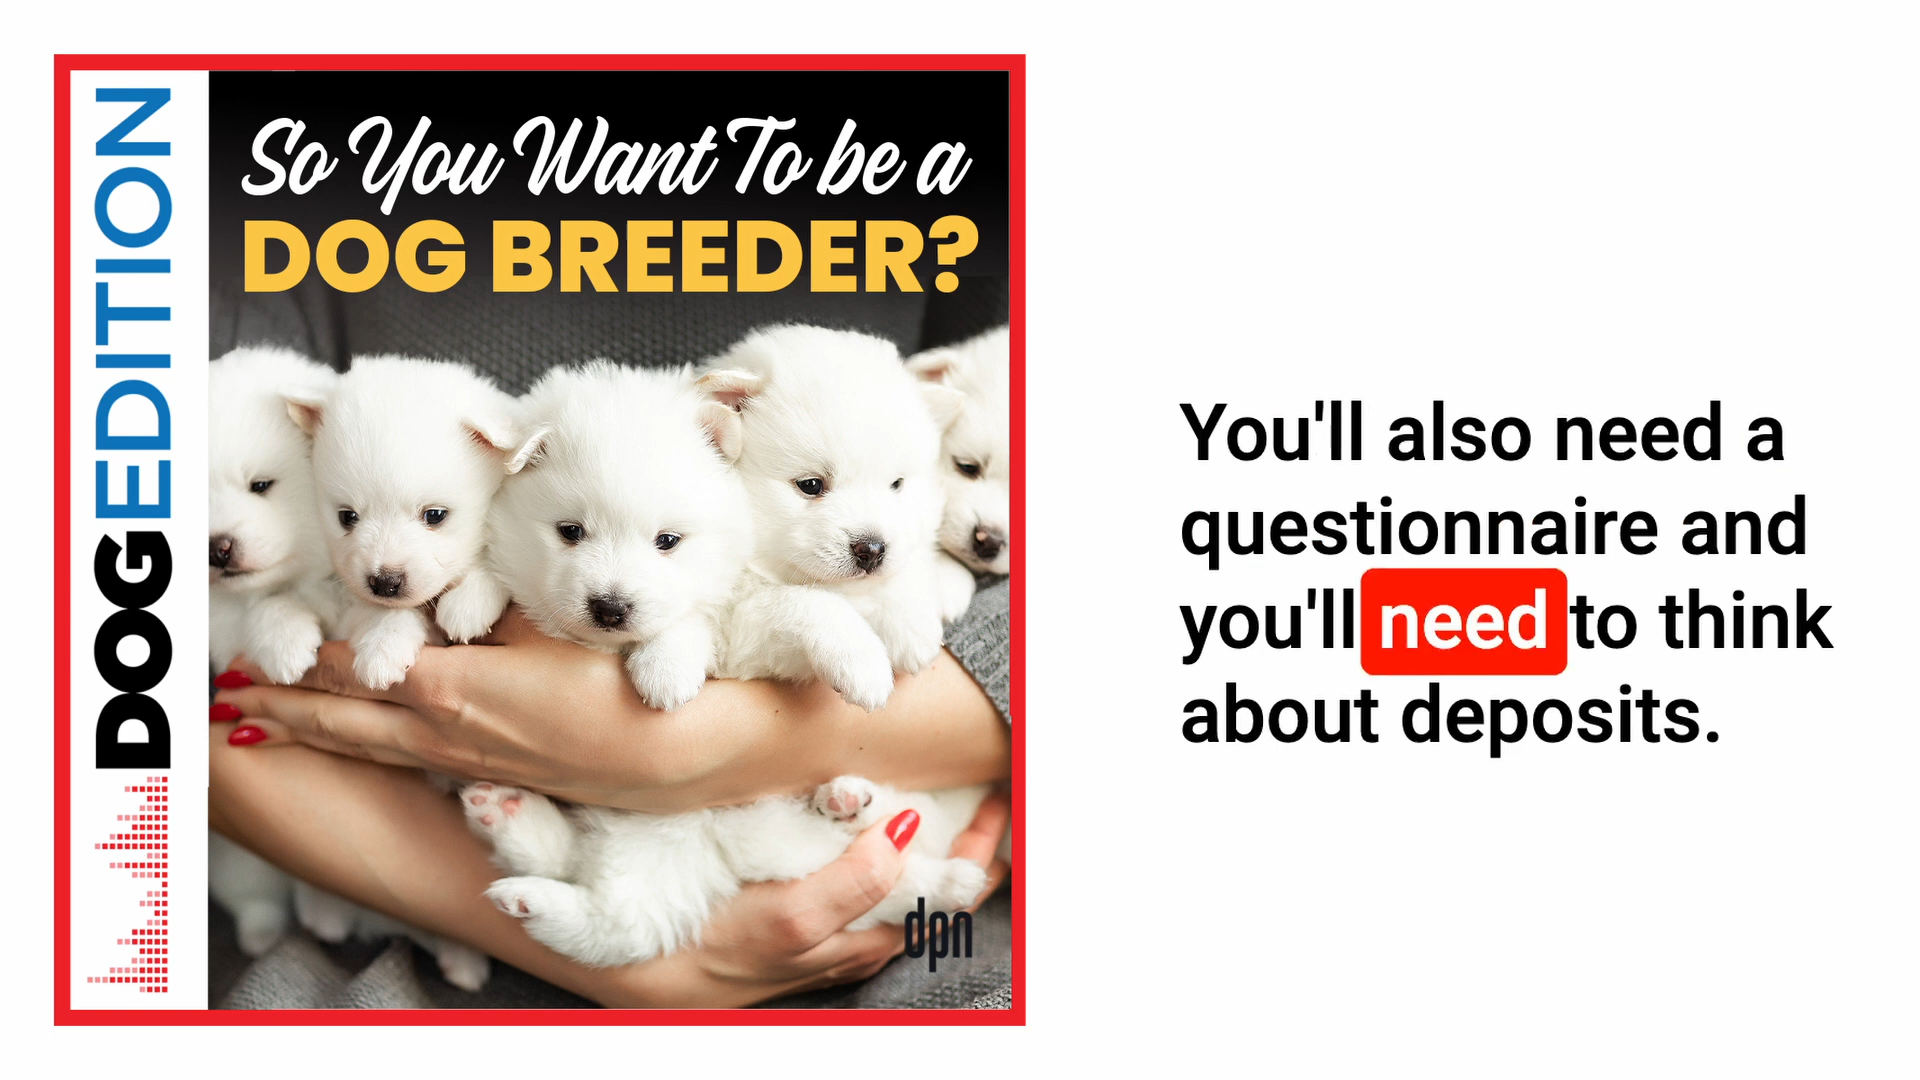 DOGEDITION
So You Want To be a
DOG BREEDER?
dpn
You'll also need a
questionnaire and
you'll need to think
about deposits.